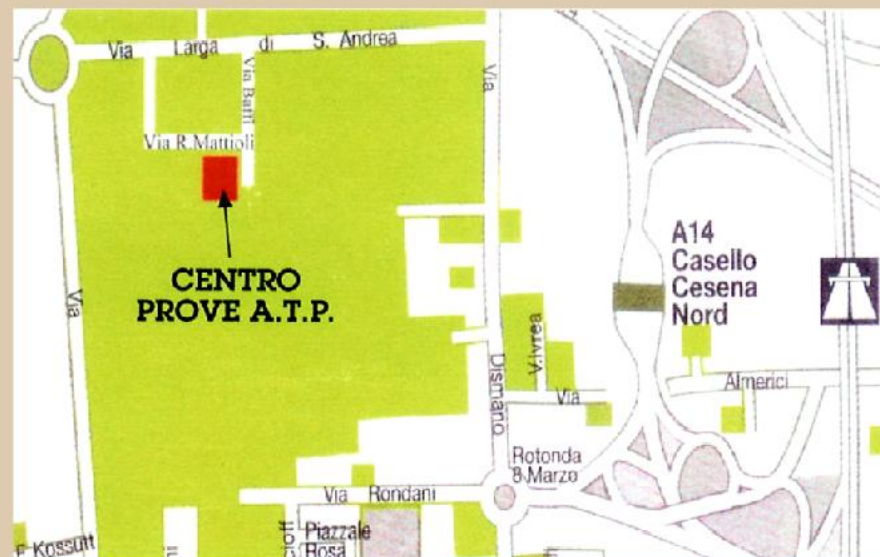 Via Larga di S. Andrea
Via Baffi
Via R.Mattioli
Via
CENTRO
PROVE A.T.P.
Via
A14
Casello
Cesena
Nord
V.Ivrea
Dismano
Via
Almerici
Rotonda
8 Marzo
Via Rondani
Piazzale
Rosa
F Kossutt